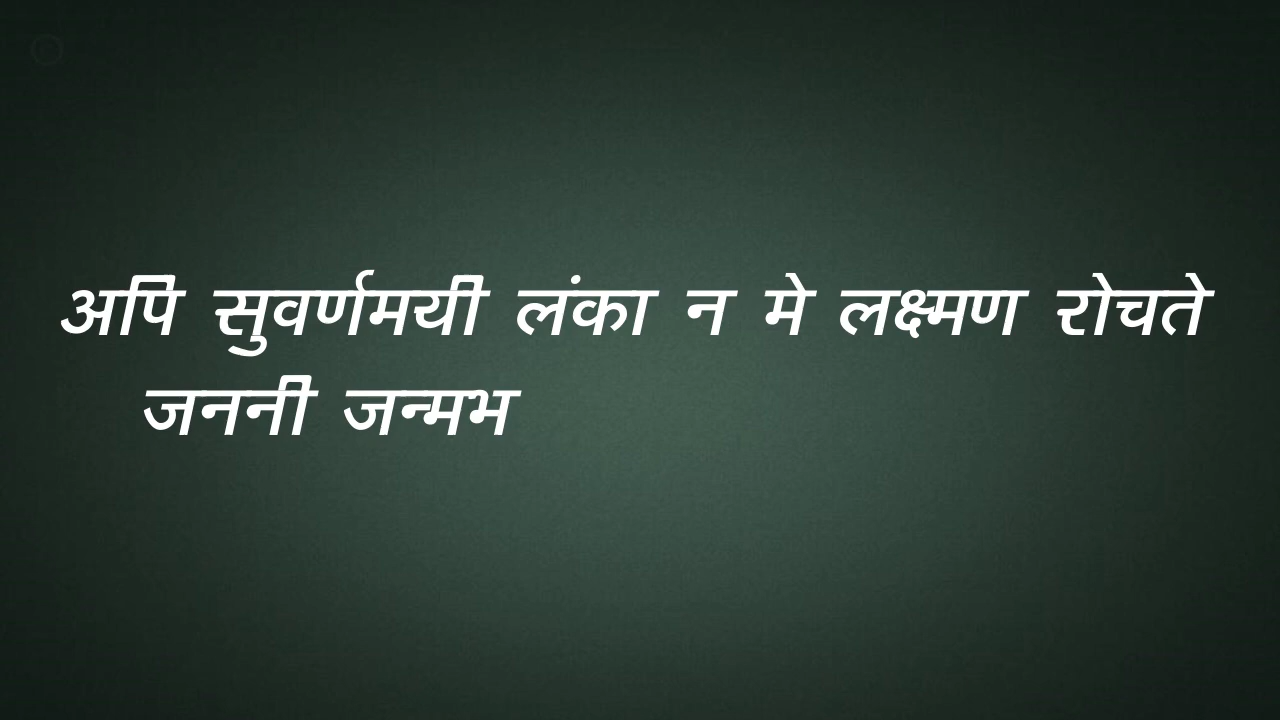 अपि सुवर्णमयी लंका न मे लक्ष्मण रोचते
जननी जन्मभ